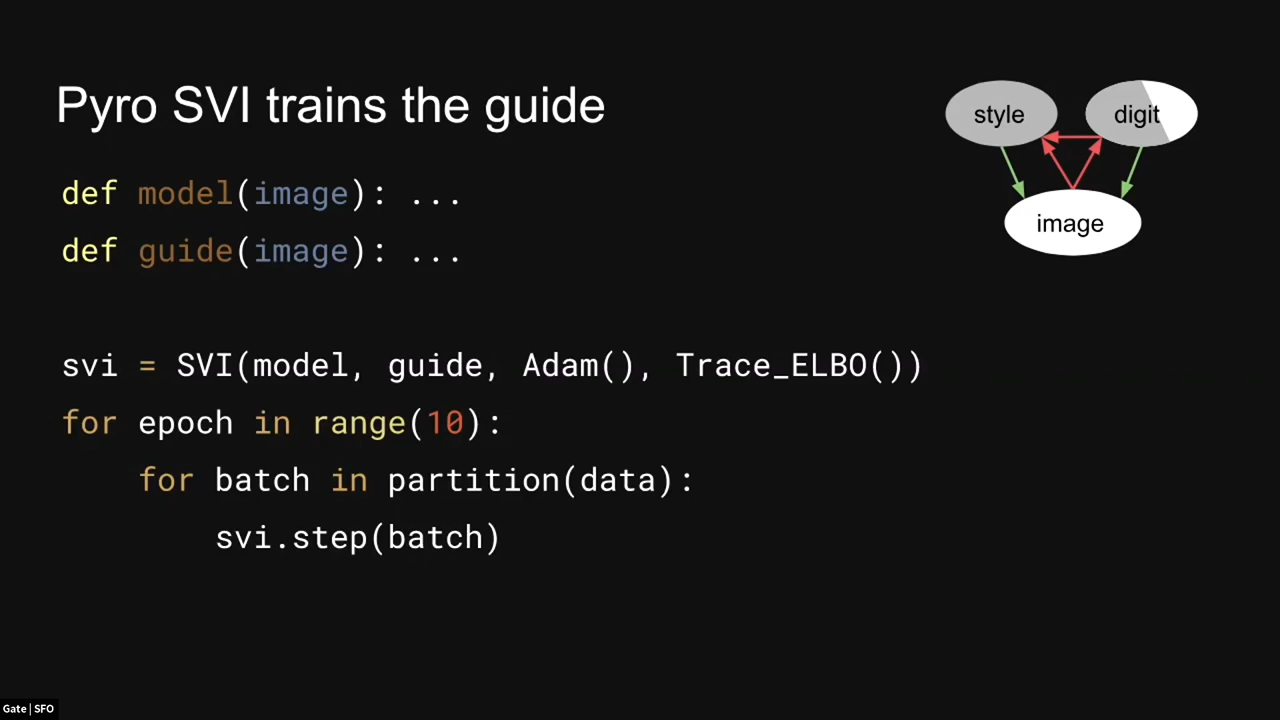 Pyro SVI trains the guide
style
digit
image
def model(image): ...
def guide(image): ...
svi = SVI(model, guide, Adam(), Trace_ELBO())
for epoch in range(10):
    for batch in partition(data):
        svi.step(batch)
Gate | SFO